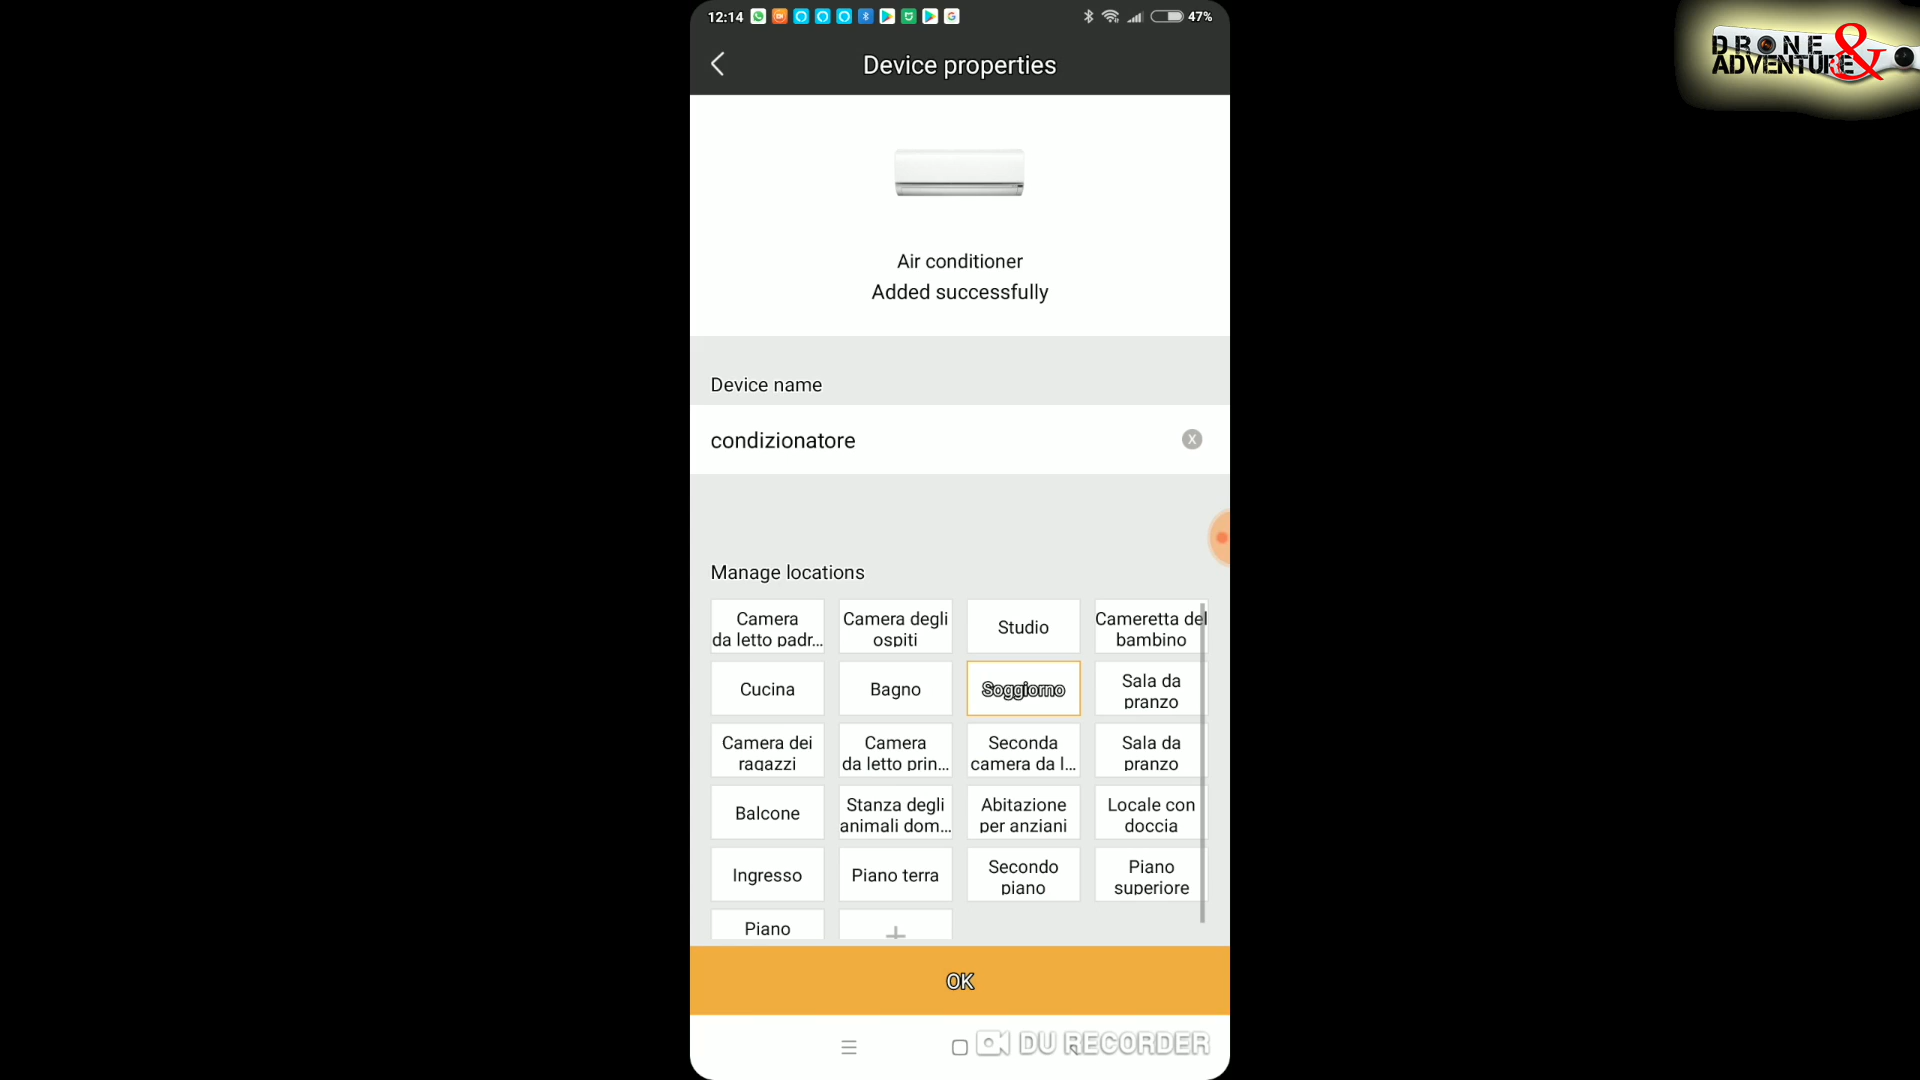 12:14
47%
DRONE & ADVENTURE
Device properties
Air conditioner
Added successfully
Device name
condizionatore
X
Manage locations
Camera
da letto padr...
Camera degli
ospiti
Studio
Cameretta del
bambino
Cucina
Bagno
Soggiorno
Sala da
pranzo
Camera dei
ragazzi
Camera
da letto prin...
Seconda
camera da l...
Sala da
pranzo
Balcone
Stanza degli
animali dom...
Abitazione
per anziani
Locale con
doccia
Ingresso
Piano terra
Secondo
piano
Piano
superiore
Piano
+
OK
DU RECORDER